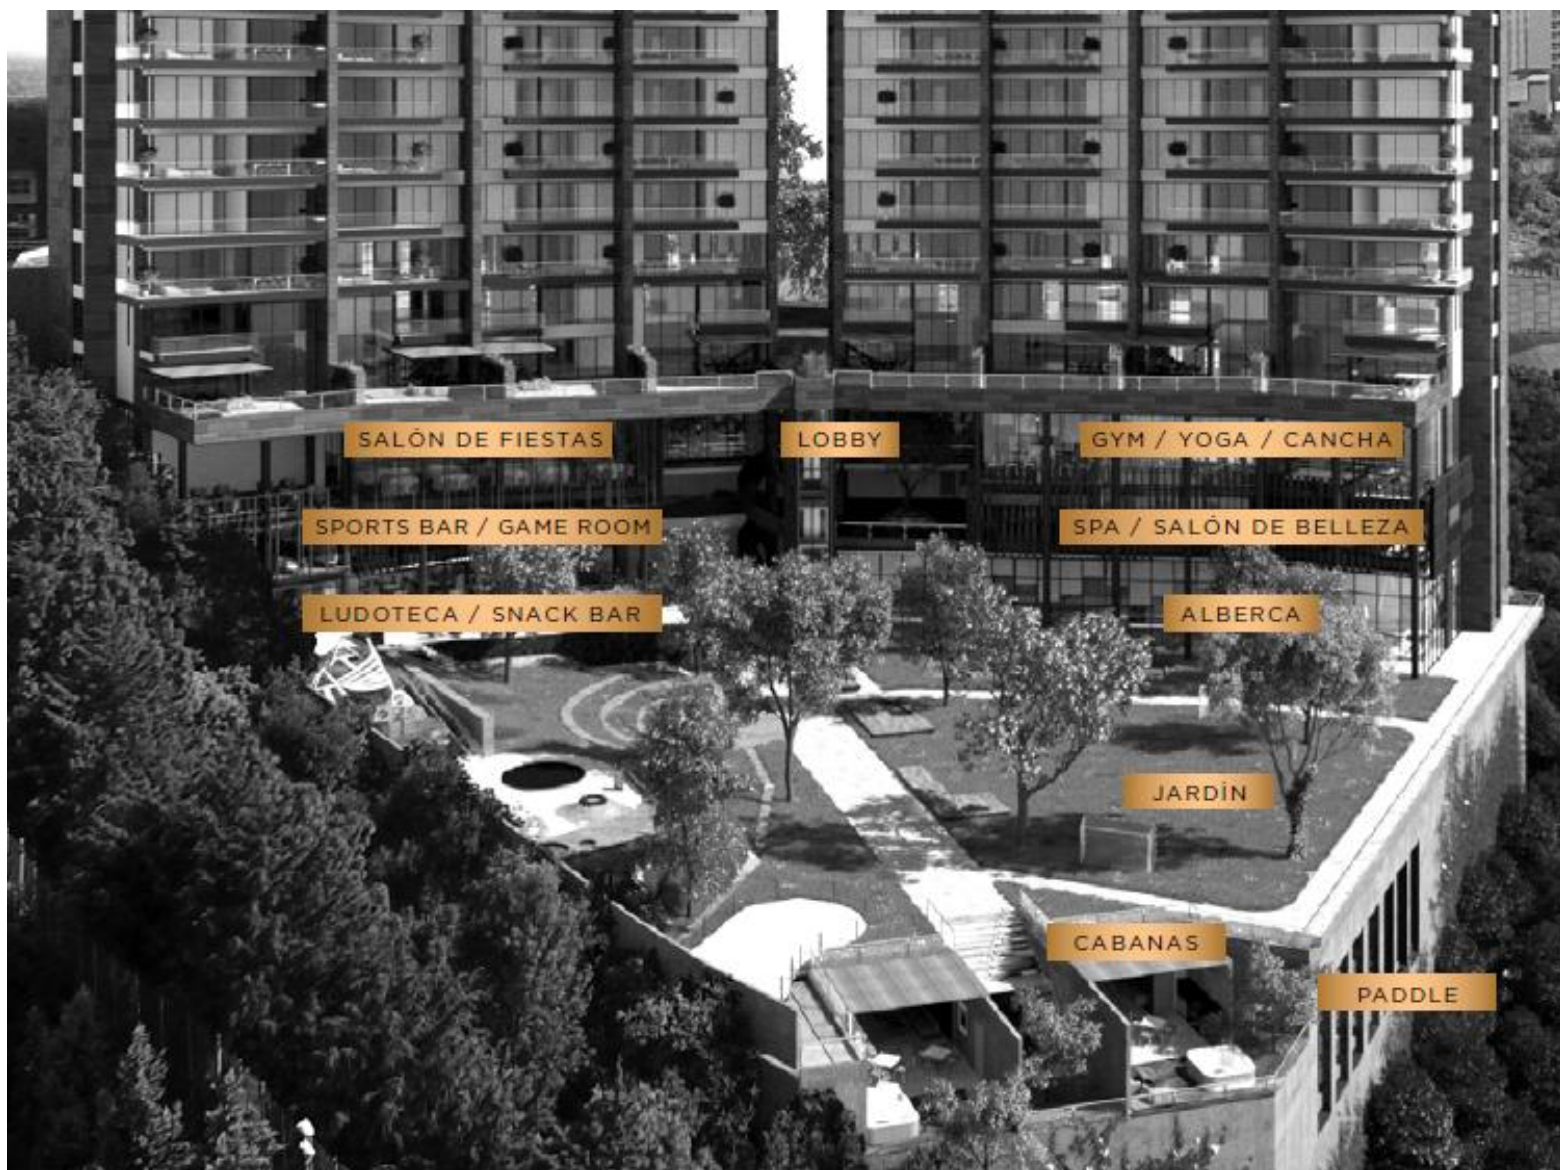 SALÓN DE FIESTAS
LOBBY
GYM / YOGA / CANCHA
SPORTS BAR / GAME ROOM
SPA / SALÓN DE BELLEZA
LUDOTECA / SNACK BAR
ALBERCA
JARDÍN
CABANAS
PADDLE